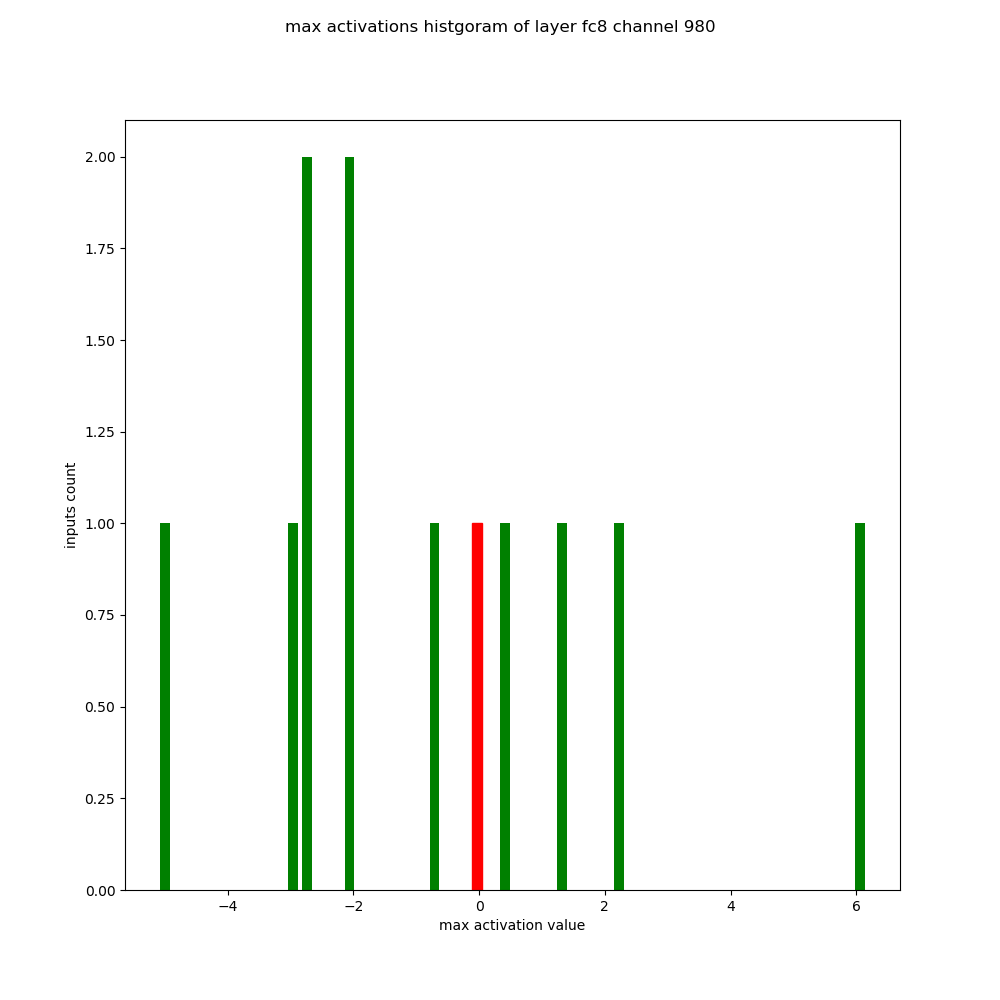 max activations histgoram of layer fc8 channel 980
2.00
1.75
1.50
1.25
1.00
0.75
0.50
0.25
0.00
inputs count
−4 −2 0 2 4 6
max activation value